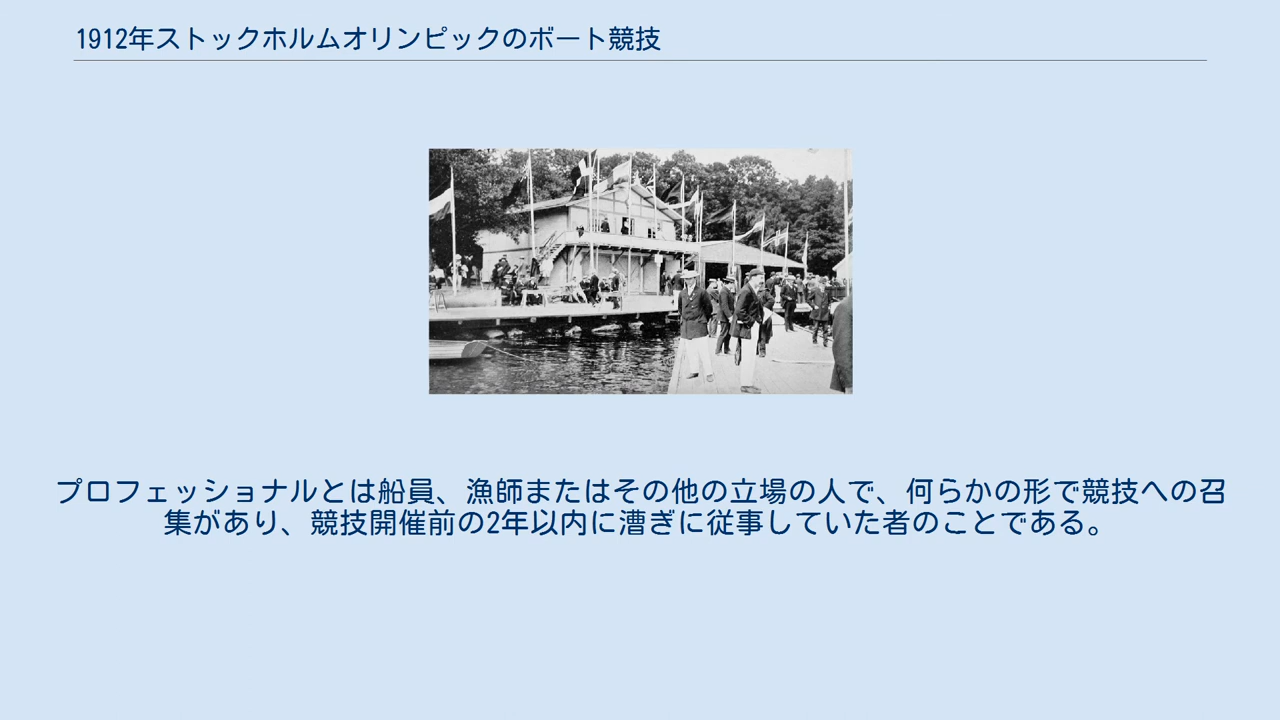 1912年ストックホルムオリンピックのボート競技
プロフェッショナルとは船員、漁師またはその他の立場の人で、何らかの形で競技への召
集があり、競技開催前の2年以内に漕ぎに従事していた者のことである。